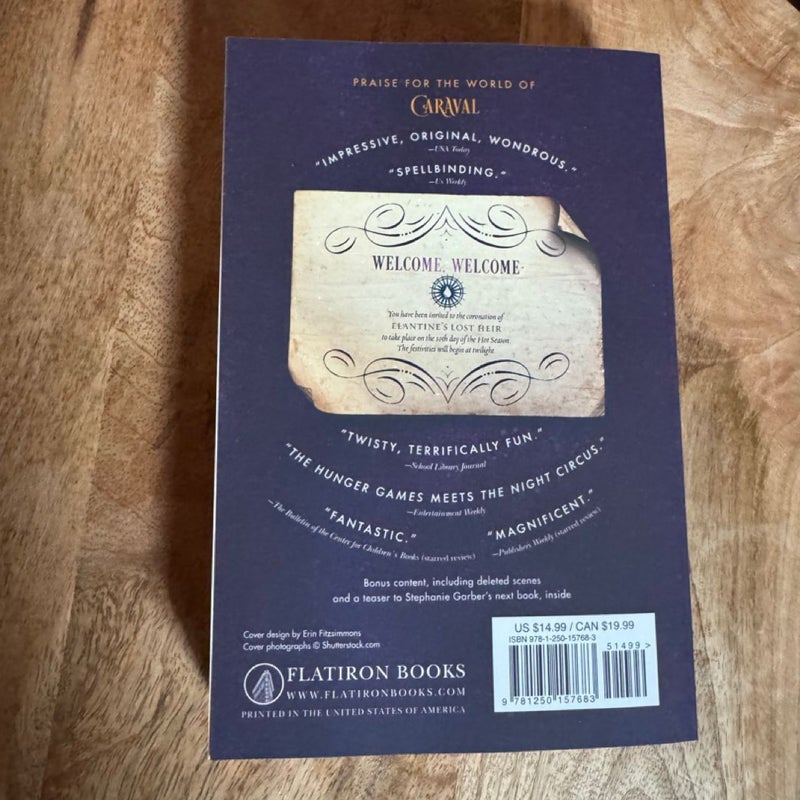 PRAISE FOR THE WORLD OF
CARAVAL
"IMPRESSIVE, ORIGINAL, WONDROUS."
—USA Today
"SPELLBINDING."
—Us Weekly
WELCOME, WELCOME
You have been invited to the coronation of
ELANTINE'S LOST HEIR
to take place on the 10th day of the Hot Season
The festivities will begin at twilight
"TWISTY, TERRIFICALLY FUN."
—School Library Journal
"THE HUNGER GAMES MEETS THE NIGHT CIRCUS."
—Entertainment Weekly
"FANTASTIC."
—The Bulletin of the Center for Children's Books (starred review)
"MAGNIFICENT."
—Publishers Weekly (starred review)
Bonus content, including deleted scenes
and a teaser to Stephanie Garber's next book, inside
Cover design by Erin Fitzsimmons
Cover photographs © Shutterstock.com
FLATIRON BOOKS
WWW.FLATIRONBOOKS.COM
PRINTED IN THE UNITED STATES OF AMERICA
US $14.99 / CAN $19.99
ISBN 978-1-250-15768-3
51499>
9 781250 157683